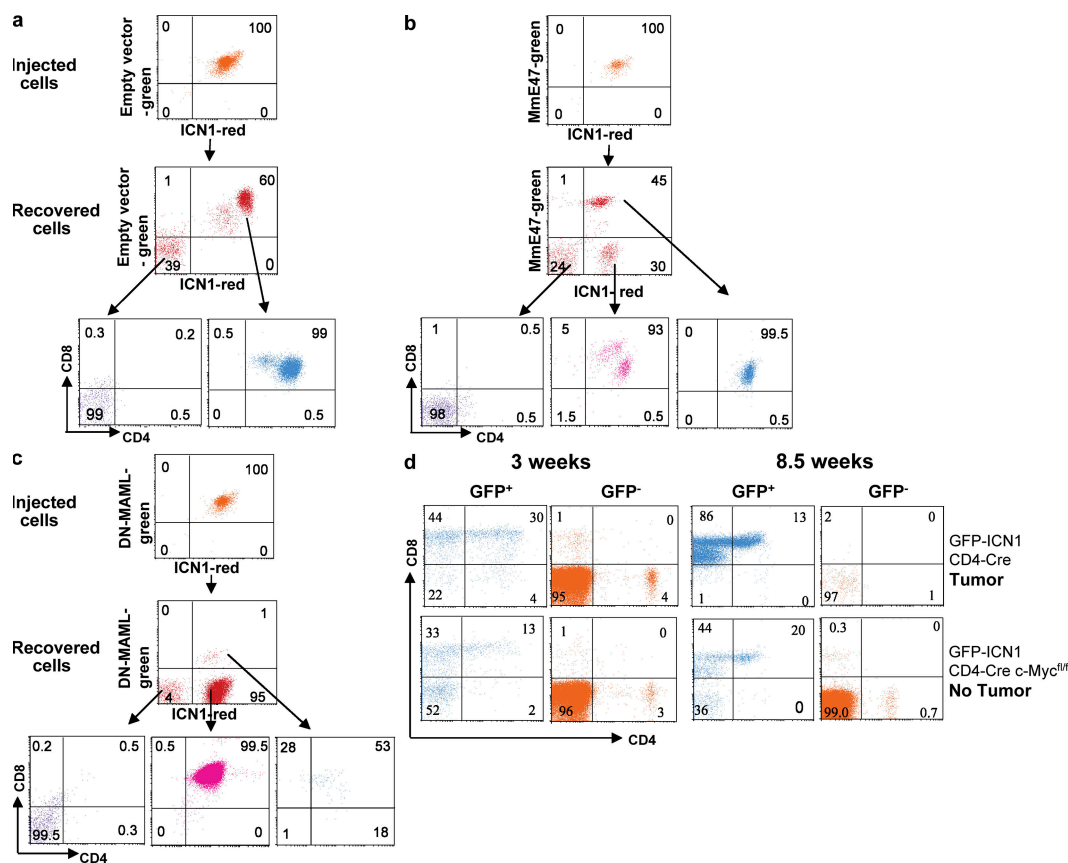 a
Injected cells
Empty vector - green
0 100
0 0
ICN1-red
Recovered cells
Empty vector - green
1 60
39 0
ICN1-red
CD8
0.3 0.2
99 0.5
CD4
0.5 99
0 0.5
b
MmE47-green
0 100
0 0
ICN1-red
MmE47-green
1 45
24 30
ICN1- red
CD8
1 0.5
98 0.5
CD4
5 93
1.5 0.5
0 99.5
0 0.5
c
Injected cells
DN-MAML- green
0 100
0 0
ICN1-red
Recovered cells
DN-MAML- green
0 1
4 95
ICN1-red
CD8
0.2 0.5
99.5 0.3
CD4
0.5 99.5
0 0
28 53
1 18
d
3 weeks 8.5 weeks
GFP+ GFP- GFP+ GFP-
44 30 1 0 86 13 2 0
22 4 95 4 1 0 97 1
GFP-ICN1
CD4-Cre
Tumor
33 13 1 0 44 20 0.3 0
52 2 96 3 36 0 99.0 0.7
GFP-ICN1
CD4-Cre c-Mycfl/f
No Tumor
CD8
CD4